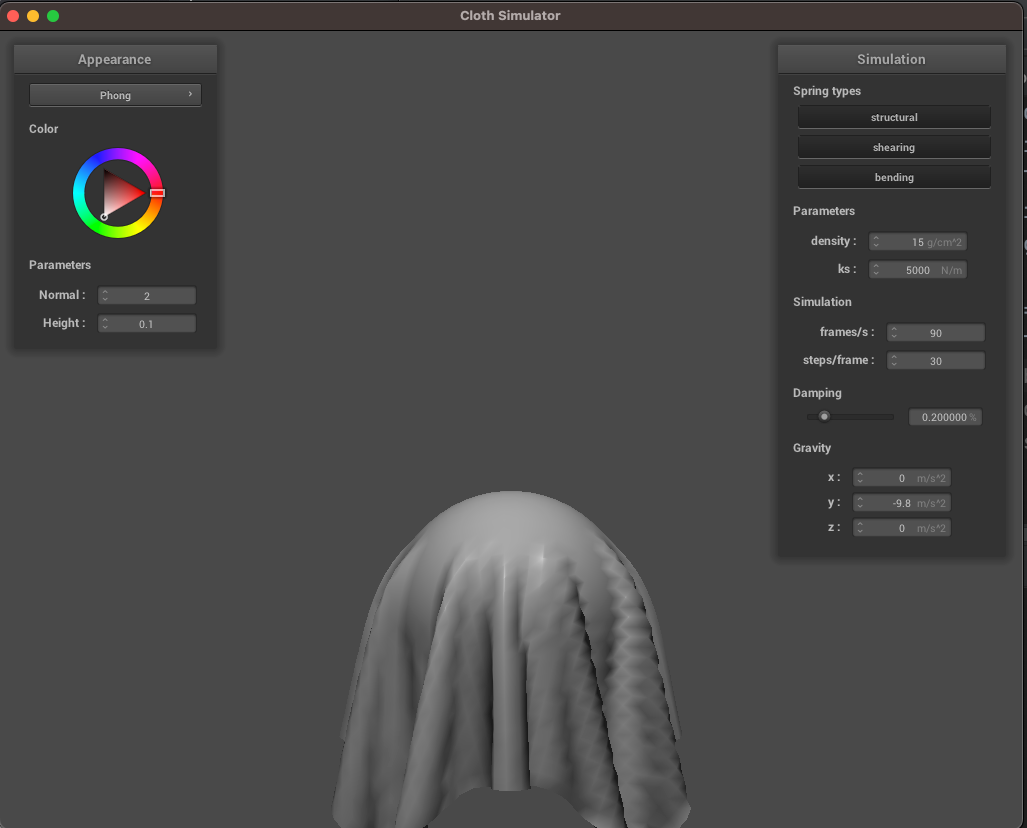 Cloth Simulator
Appearance
Phong
Color
Parameters
Normal : 2
Height : 0.1
Simulation
Spring types
structural
shearing
bending
Parameters
density : 15 g/cm^2
ks : 5000 N/m
Simulation
frames/s : 90
steps/frame : 30
Damping
0.200000 %
Gravity
x : 0 m/s^2
y : -9.8 m/s^2
z : 0 m/s^2